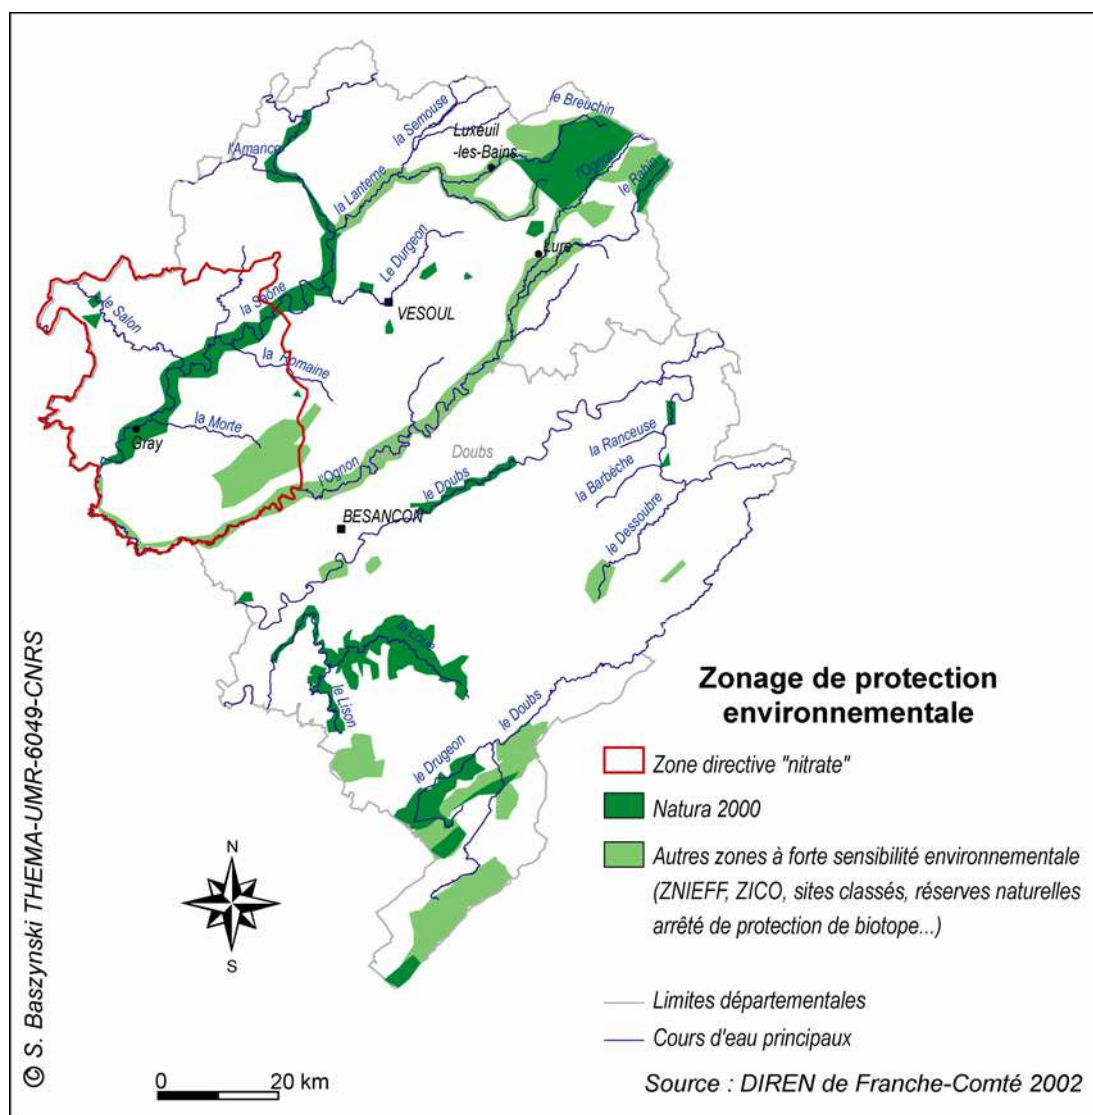 le Breuchin
la Semouse
Luxeuil
-les-Bains
l'Amance
l'Ognon
le Rahin
la Lanterne
Lure
Le Durgeon
la Saône
le Salon
VESOUL
la Romaine
la Morte
Gray
l'Ognon
Doubs
la Ranceuse
le Doubs
la Barbèche
BESANCON
le Dessoubre
la Loue
le Lison
le Doubs
le Drugeon
Zonage de protection
environnementale
Zone directive "nitrate"
Natura 2000
Autres zones à forte sensibilité environnementale
(ZNIEFF, ZICO, sites classés, réserves naturelles
arrêté de protection de biotope...)
N
S
Limites départementales
Cours d'eau principaux
0 20 km
Source : DIREN de Franche-Comté 2002
© S. Baszynski THEMA-UMR-6049-CNRS